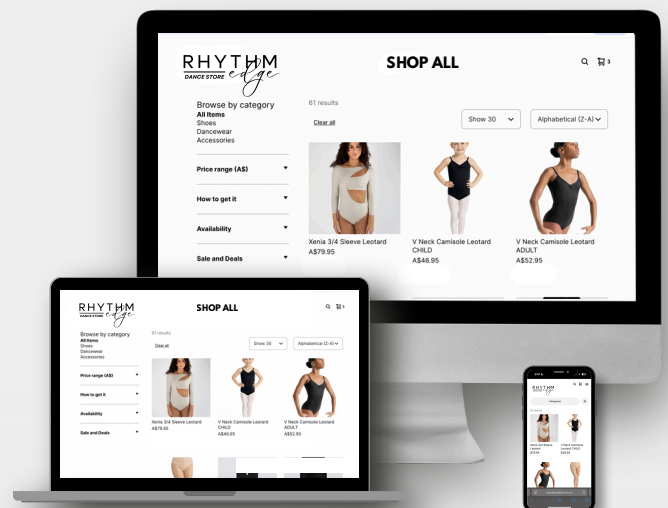 RHYTHM
DANCE STORE edge
SHOP ALL
3
Browse by category
All Items
Shoes
Dancewear
Accessories
61 results
Clear all
Show 30
Alphabetical (Z-A)
Price range (A$)
How to get it
Availability
Sale and Deals
Xenia 3/4 Sleeve Leotard
A$79.95
V Neck Camisole Leotard
CHILD
A$46.95
V Neck Camisole Leotard
ADULT
A$52.95
RHYTHM
DANCE STORE edge
SHOP ALL
3
Browse by category
All Items
Shoes
Dancewear
Accessories
61 results
Clear all
Show 30
Alphabetical (Z-A)
Price range (A$)
How to get it
Availability
Sale and Deals
Xenia 3/4 Sleeve Leotard
A$79.95
V Neck Camisole Leotard
CHILD
A$46.95
V Neck Camisole Leotard
ADULT
A$52.95
RHYTHM
edge
Categories